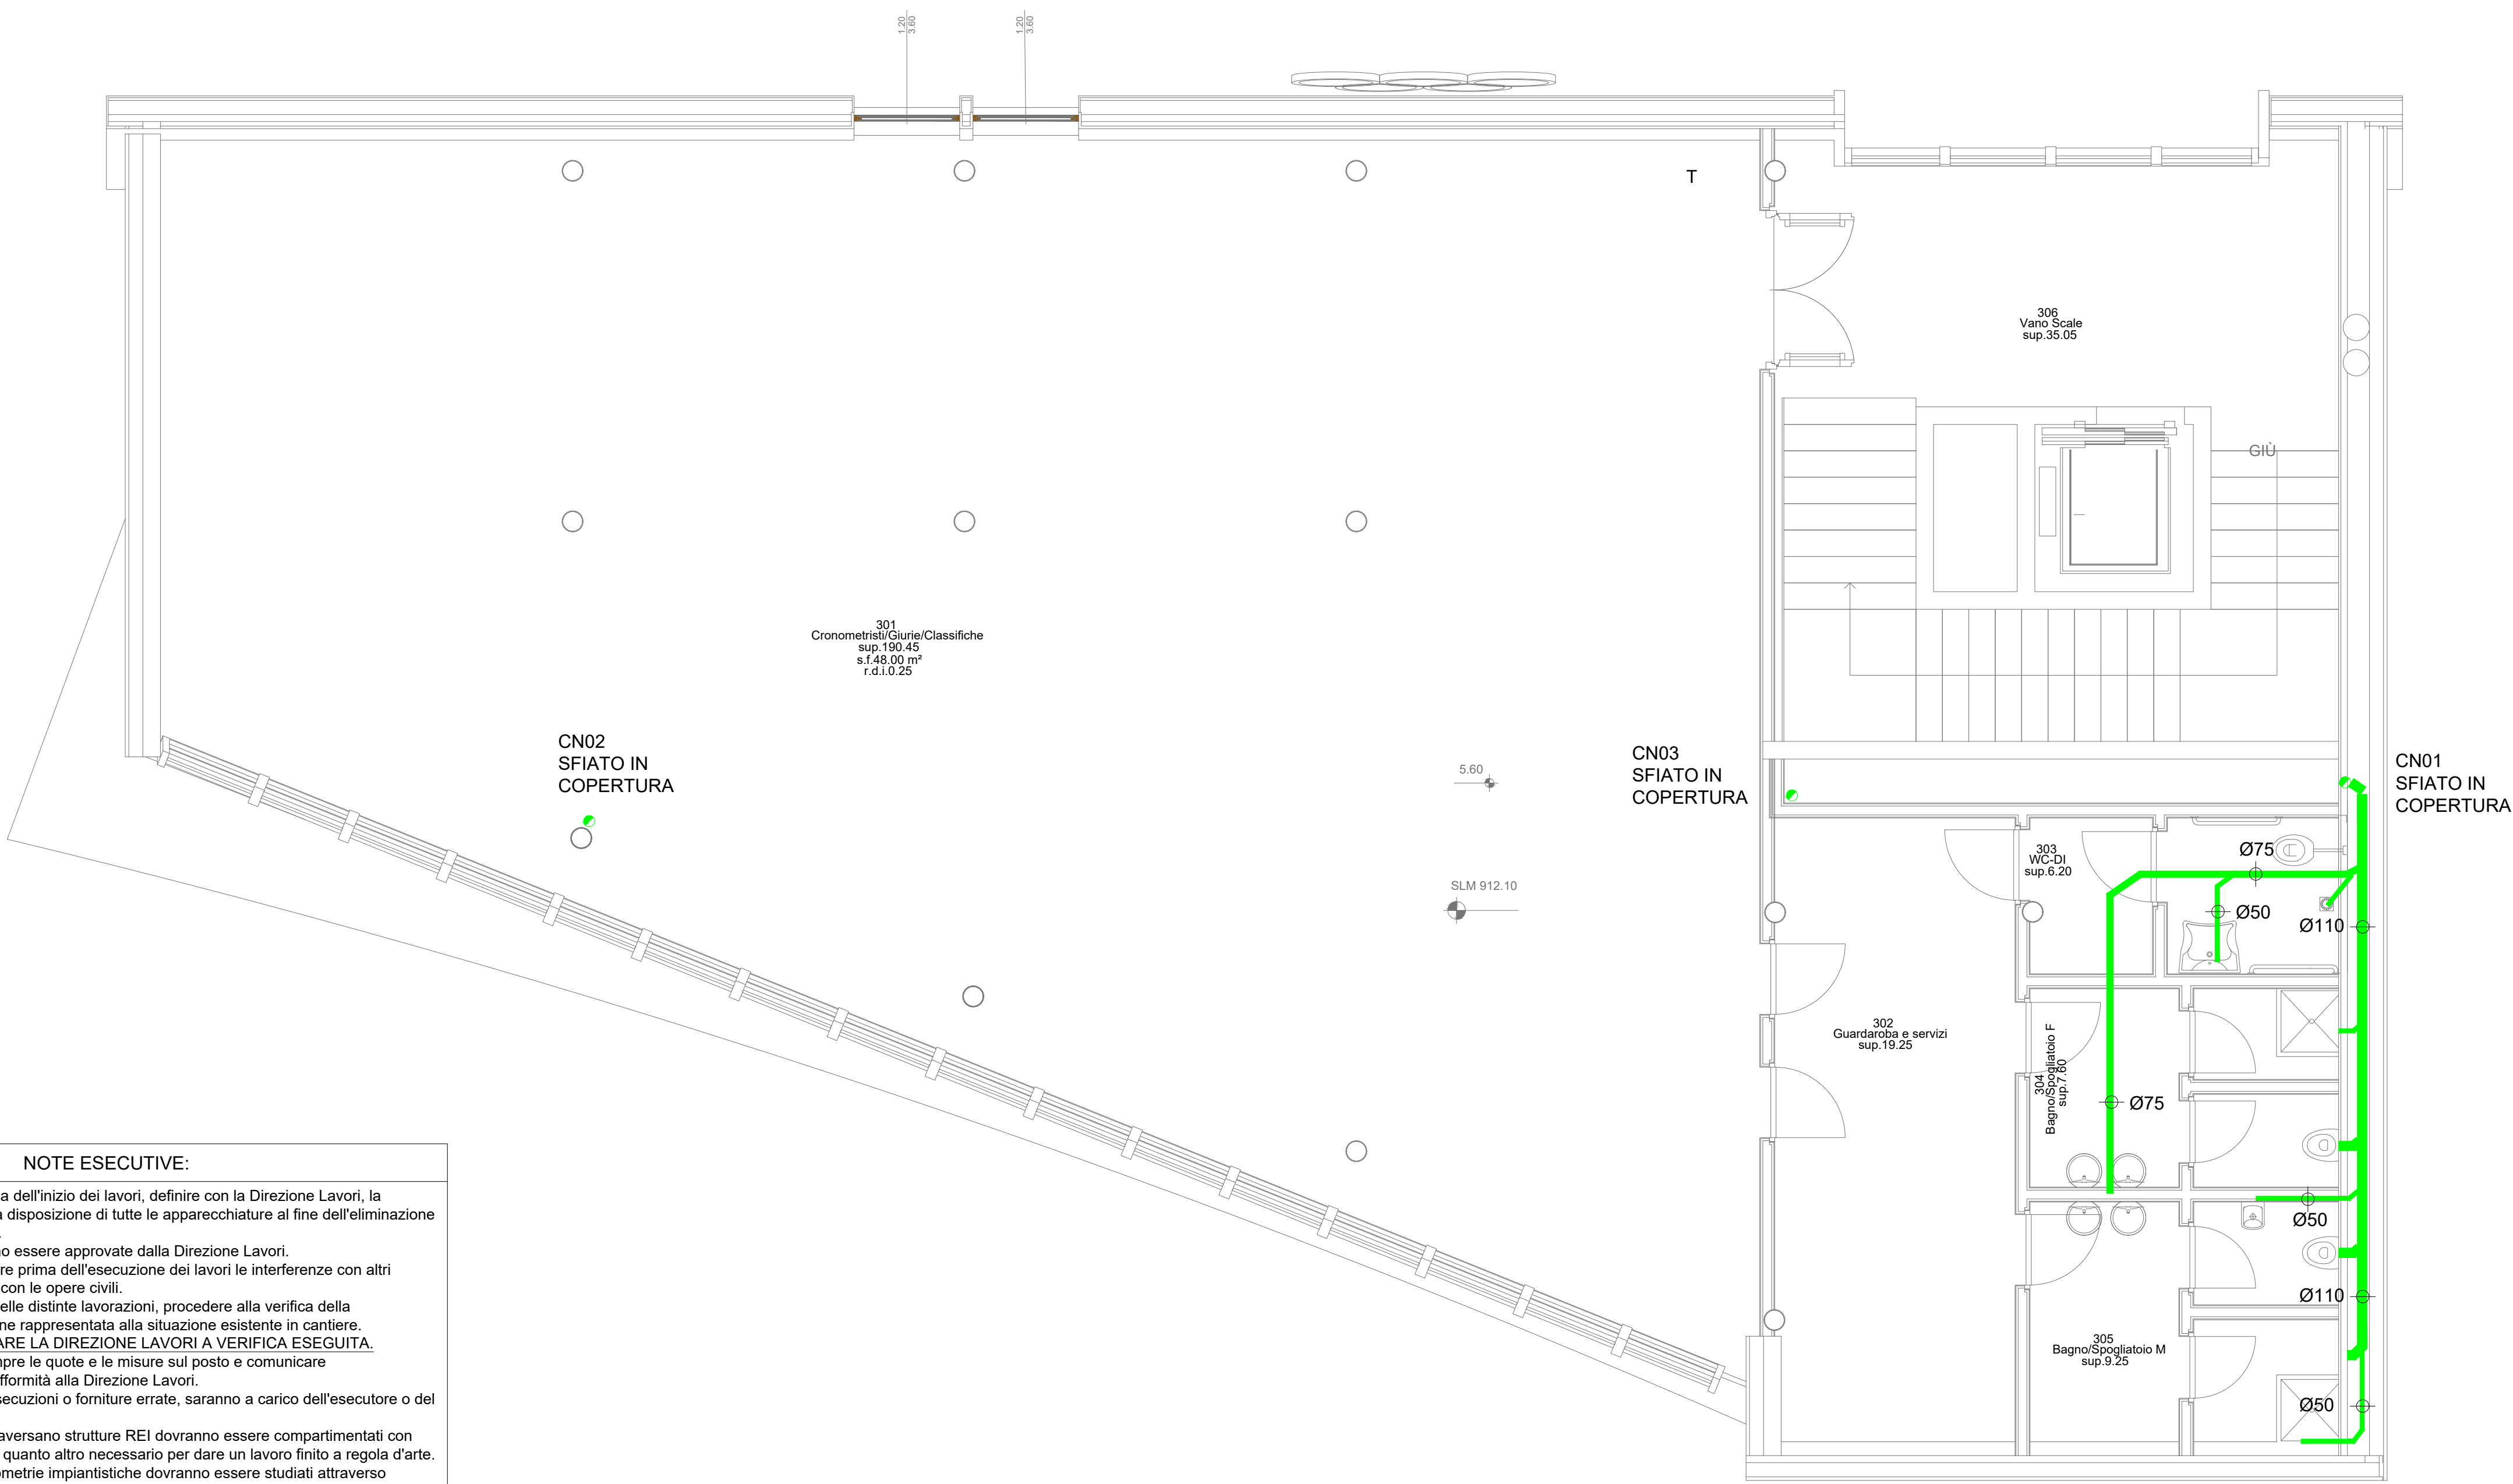 1.20
3.60
1.20
3.60
T
306
Vano Scale
sup.35.05
GIÙ
301
Cronometristi/Giurie/Classifiche
sup.190.45
s.f.48.00 m²
r.d.i.0.25
CN02
SFIATO IN
COPERTURA
5.60
CN03
SFIATO IN
COPERTURA
CN01
SFIATO IN
COPERTURA
SLM 912.10
303
WC-DI
sup.6.20
Ø75
Ø50
Ø110
302
Guardaroba e servizi
sup.19.25
304
Bagno/Spogliatoio F
sup.7.60
Ø75
Ø50
Ø110
305
Bagno/Spogliatoio M
sup.9.25
Ø50
NOTE ESECUTIVE:
a dell'inizio dei lavori, definire con la Direzione Lavori, la
a disposizione di tutte le apparecchiature al fine dell'eliminazione
.
o essere approvate dalla Direzione Lavori.
re prima dell'esecuzione dei lavori le interferenze con altri
con le opere civili.
elle distinte lavorazioni, procedere alla verifica della
ne rappresentata alla situazione esistente in cantiere.
ARE LA DIREZIONE LAVORI A VERIFICA ESEGUITA.
mpre le quote e le misure sul posto e comunicare
fformità alla Direzione Lavori.
secuzioni o forniture errate, saranno a carico dell'esecutore o del
aversano strutture REI dovranno essere compartimentati con
quanto altro necessario per dare un lavoro finito a regola d'arte.
ometrie impiantistiche dovranno essere studiati attraverso